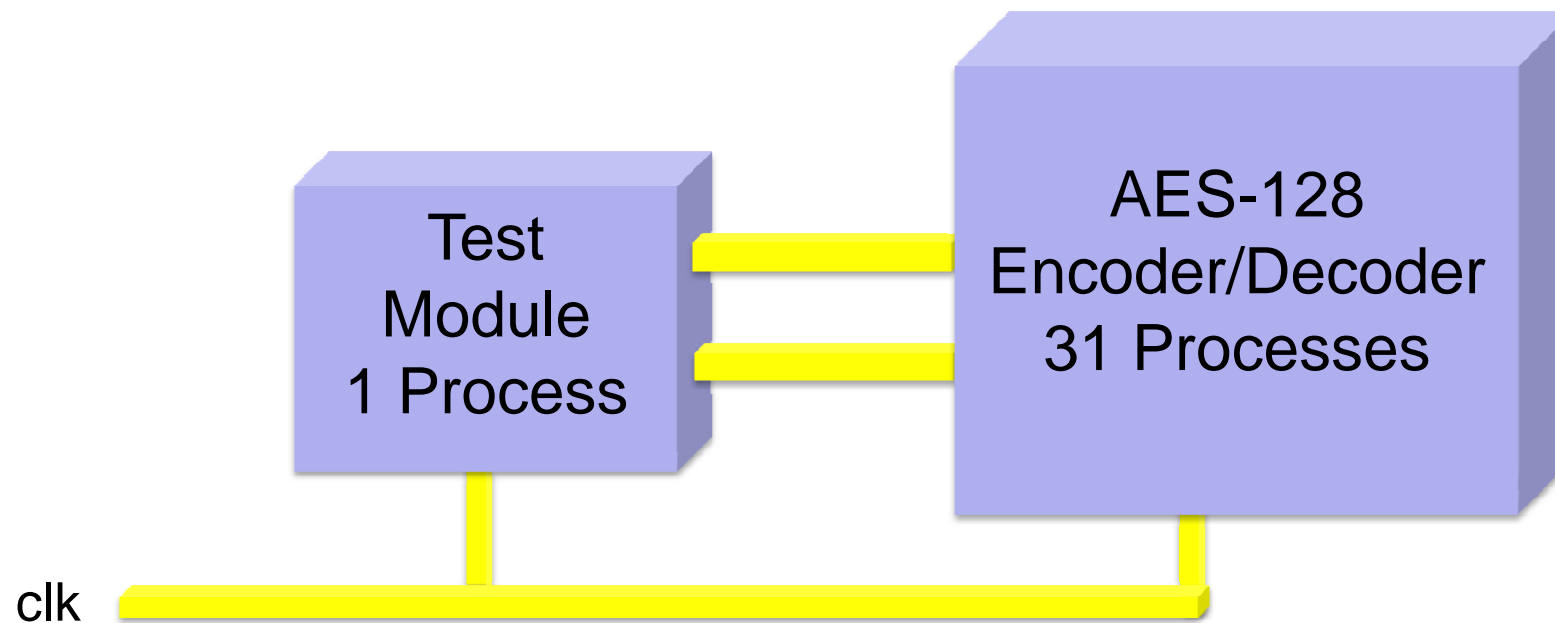 Test
Module
1 Process
AES-128
Encoder/Decoder
31 Processes
clk